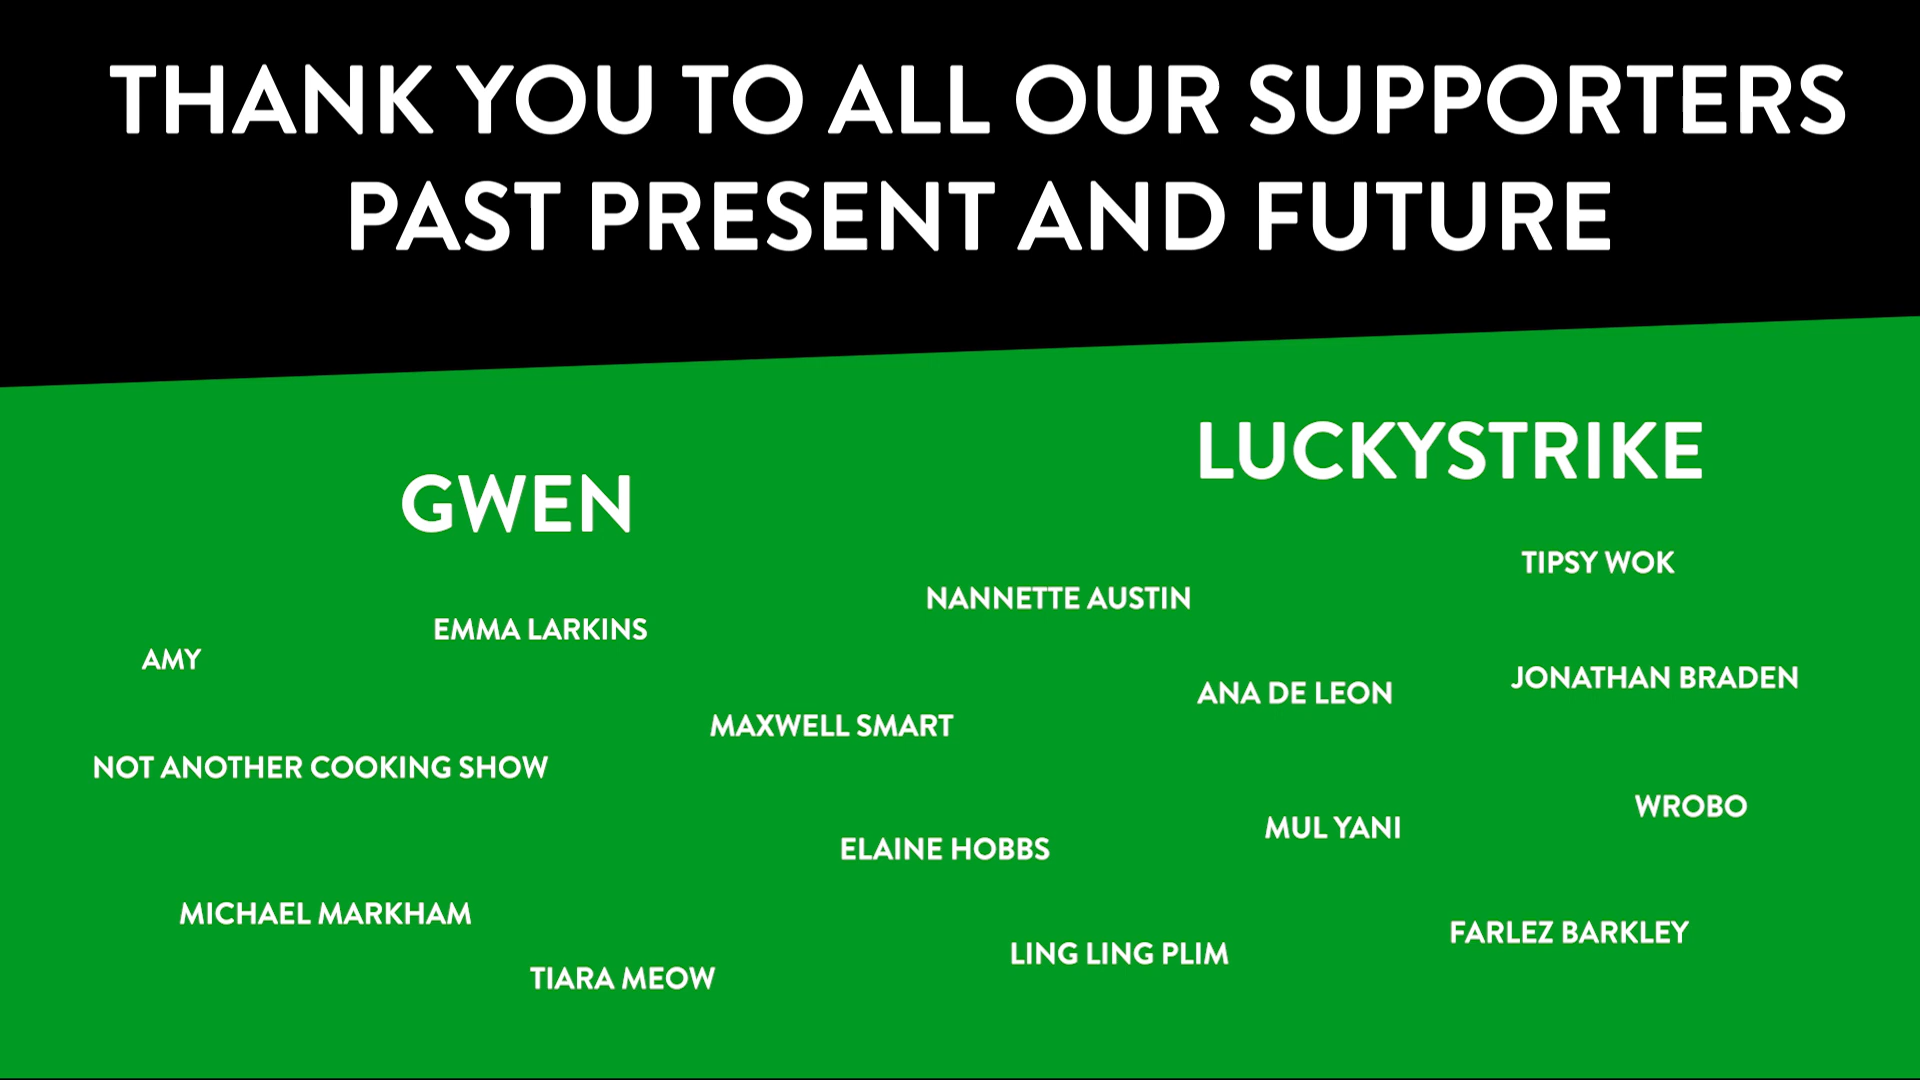 THANK YOU TO ALL OUR SUPPORTERS
PAST PRESENT AND FUTURE
LUCKYSTRIKE
GWEN
TIPSY WOK
NANNETTE AUSTIN
EMMA LARKINS
AMY
JONATHAN BRADEN
ANA DE LEON
MAXWELL SMART
NOT ANOTHER COOKING SHOW
WROBO
MUL YANI
ELAINE HOBBS
MICHAEL MARKHAM
FARLEZ BARKLEY
LING LING PLIM
TIARA MEOW